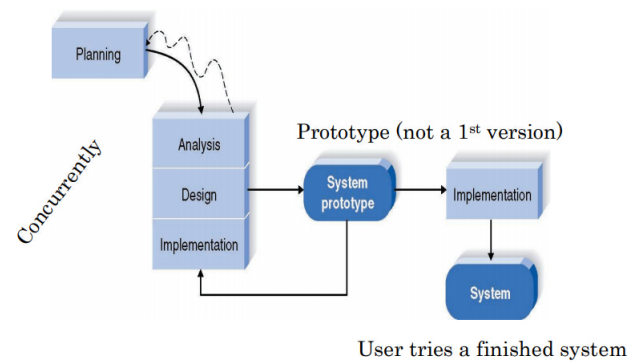 Planning
Concurrently
Analysis
Design
Implementation
Prototype (not a 1st version)
System
prototype
Implementation
System
User tries a finished system